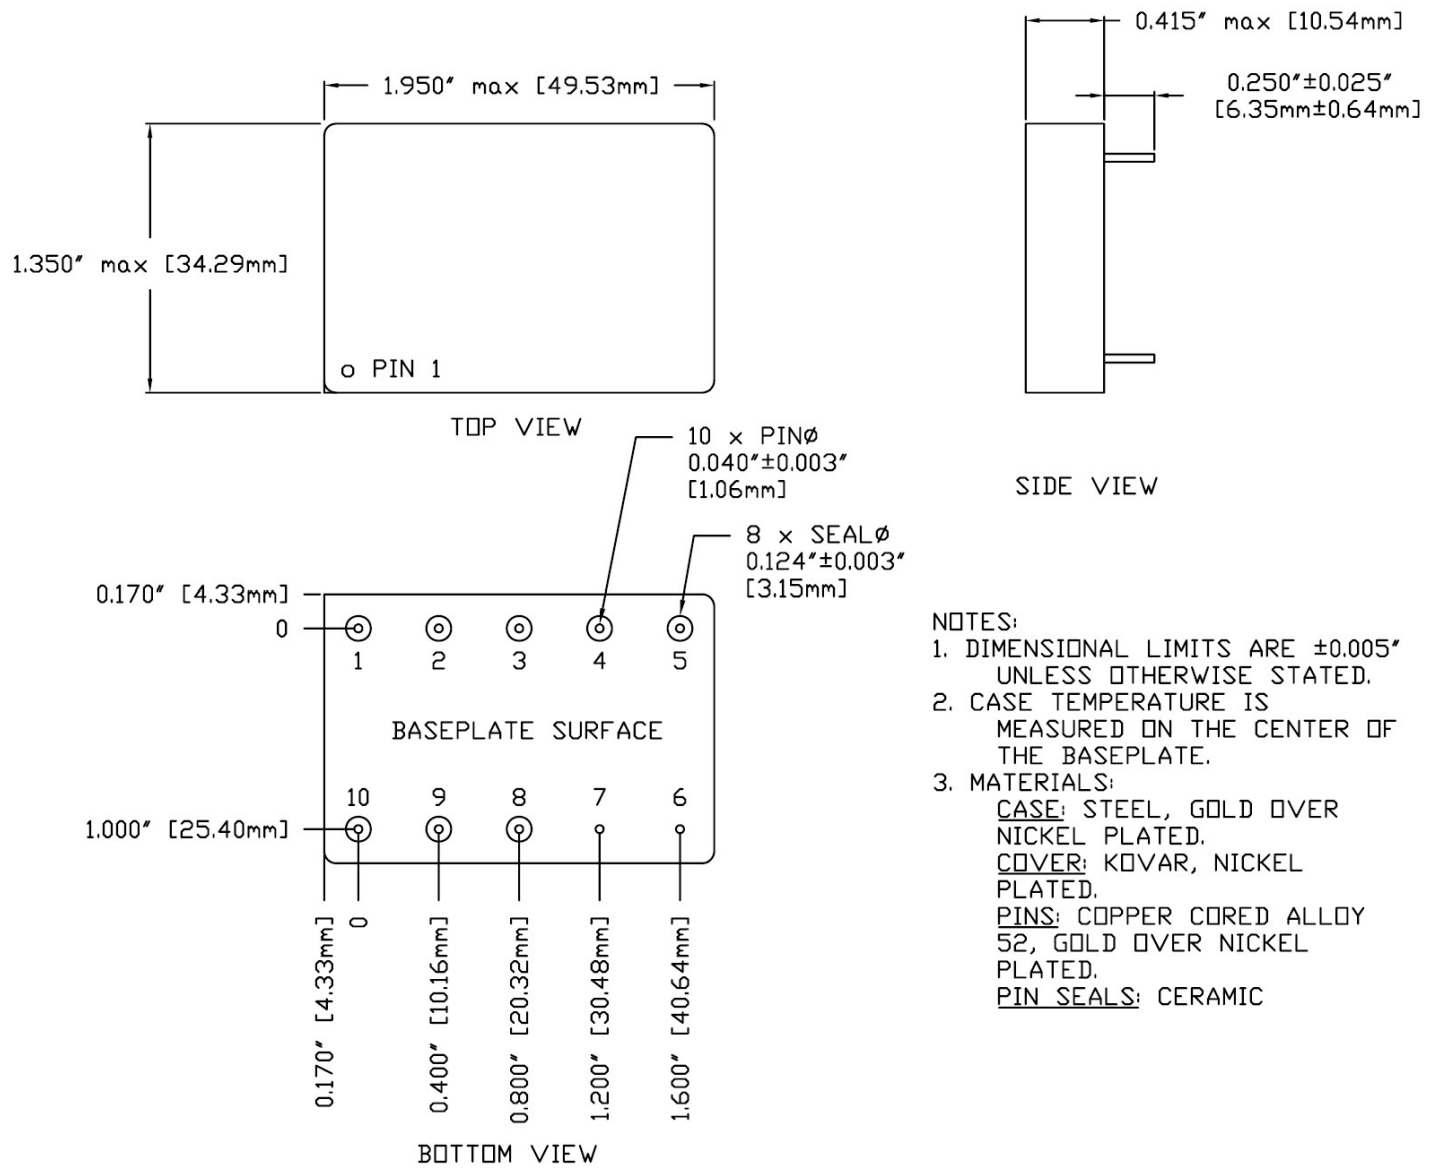 0.415" max [10.54mm]
0.250"±0.025"
[6.35mm±0.64mm]
1.950" max [49.53mm]
1.350" max [34.29mm]
PIN 1
TOP VIEW
SIDE VIEW
10 x PINØ
0.040"±0.003"
[1.06mm]
8 x SEALØ
0.124"±0.003"
[3.15mm]
0.170" [4.33mm]
0
1 2 3 4 5
BASEPLATE SURFACE
10 9 8 7 6
1.000" [25.40mm]
0.170" [4.33mm]
0
0.400" [10.16mm]
0.800" [20.32mm]
1.200" [30.48mm]
1.600" [40.64mm]
BOTTOM VIEW
NOTES:
1. DIMENSIONAL LIMITS ARE ±0.005"
UNLESS OTHERWISE STATED.
2. CASE TEMPERATURE IS
MEASURED ON THE CENTER OF
THE BASEPLATE.
3. MATERIALS:
CASE: STEEL, GOLD OVER
NICKEL PLATED.
COVER: KOVAR, NICKEL
PLATED.
PINS: COPPER CORED ALLOY
52, GOLD OVER NICKEL
PLATED.
PIN SEALS: CERAMIC